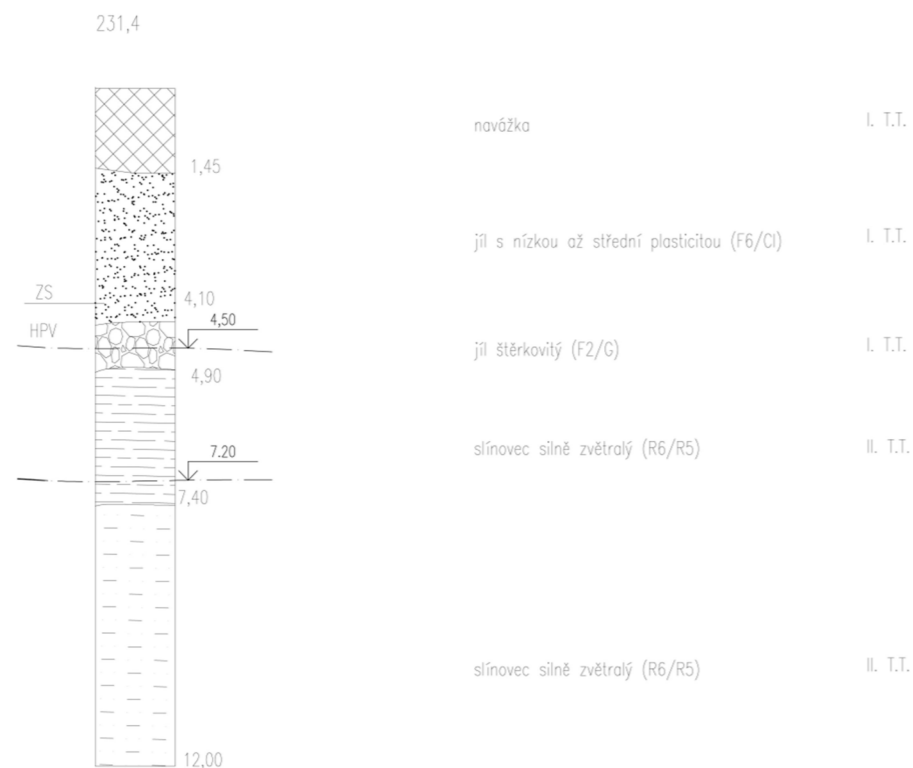 231,4
navážka I. T.T.
1,45
jíl s nízkou až střední plasticitou (F6/CI) I. T.T.
ZS
4,10
4,50
HPV
jíl štěrkovitý (F2/G) I. T.T.
4,90
slínovec silně zvětralý (R6/R5) II. T.T.
7.20
7,40
slínovec silně zvětralý (R6/R5) II. T.T.
12,00